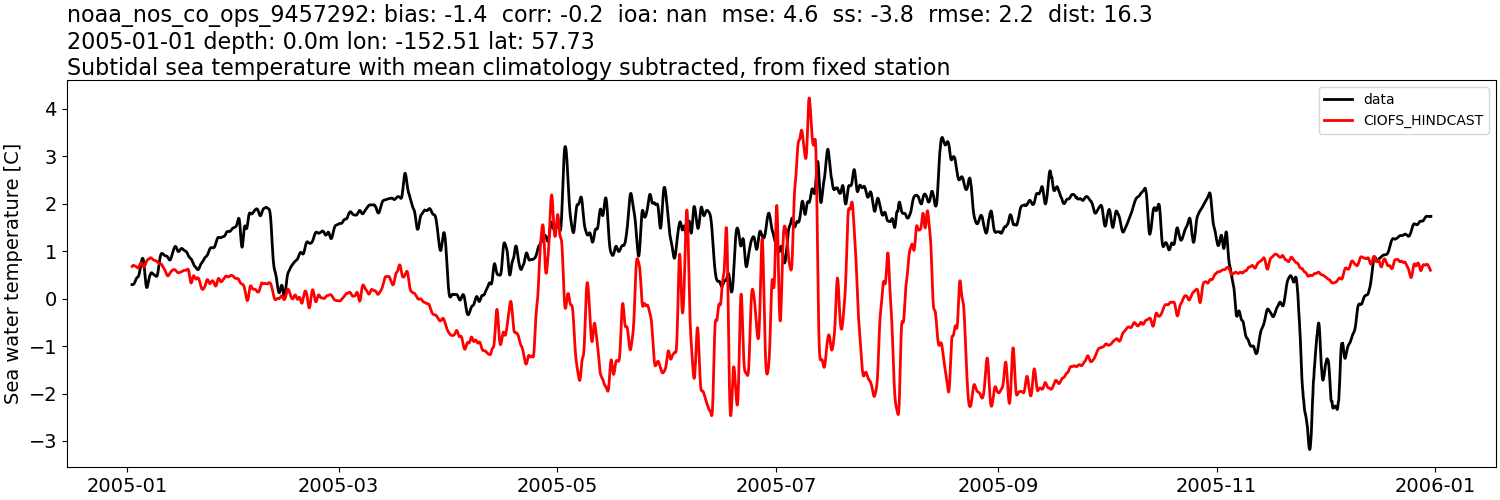 noaa_nos_co_ops_9457292: bias: -1.4  corr: -0.2  ioa: nan  mse: 4.6  ss: -3.8  rmse: 2.2  dist: 16.3
2005-01-01 depth: 0.0m lon: -152.51 lat: 57.73
Subtidal sea temperature with mean climatology subtracted, from fixed station
Sea water temperature [C]
4
3
2
1
0
−1
−2
−3
data
CIOFS_HINDCAST
2005-01
2005-03
2005-05
2005-07
2005-09
2005-11
2006-01